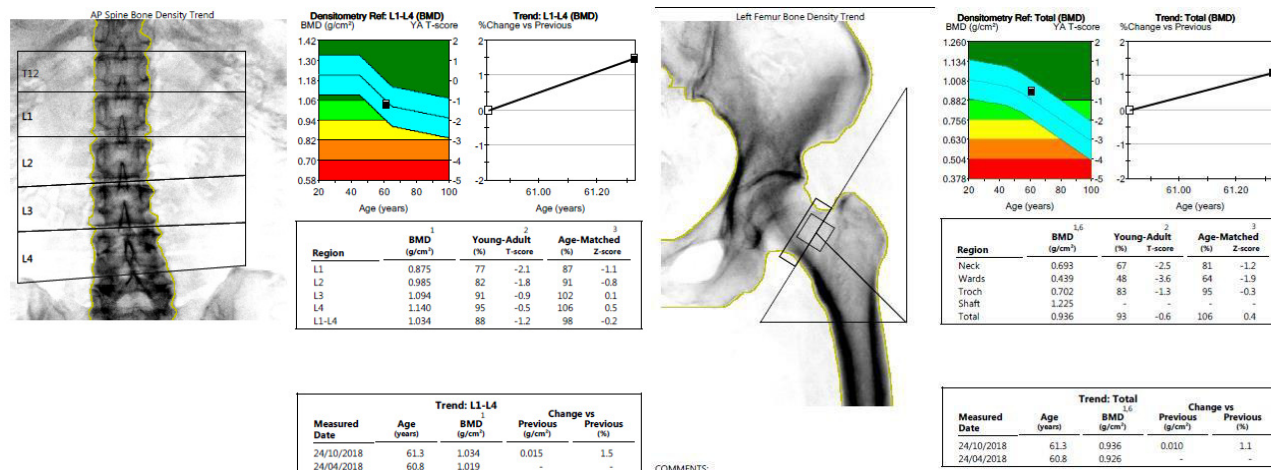 AP Spine Bone Density Trend
T12
L1
L2
L3
L4
Densitometry Ref: L1-L4 (BMD)
BMD (g/cm²) YA T-score
1.42 2
1.30 1
1.18 0
1.06 -1
0.94 -2
0.82 -3
0.70 -4
0.58 -5
20 40 60 80 100
Age (years)
Trend: L1-L4 (BMD)
%Change vs Previous
2
1
0
-1
-2
61.00 61.20
Age (years)
1 2 3
BMD Young-Adult Age-Matched
Region (g/cm²) (%) T-score (%) Z-score
L1 0.875 77 -2.1 87 -1.1
L2 0.985 82 -1.8 91 -0.8
L3 1.094 91 -0.9 102 0.1
L4 1.140 95 -0.5 106 0.5
L1-L4 1.034 88 -1.2 98 -0.2
Trend: L1-L4
1 Change vs
Measured Age BMD Previous Previous
Date (years) (g/cm²) (g/cm²) (%)
24/10/2018 61.3 1.034 0.015 1.5
24/04/2018 60.8 1.019 - -
Left Femur Bone Density Trend
COMMENTS:
Densitometry Ref: Total (BMD)
BMD (g/cm²) YA T-score
1.260 2
1.134 1
1.008 0
0.882 -1
0.756 -2
0.630 -3
0.504 -4
0.378 -5
20 40 60 80 100
Age (years)
Trend: Total (BMD)
%Change vs Previous
2
1
0
-1
-2
61.00 61.20
Age (years)
1,6 2 3
BMD Young-Adult Age-Matched
Region (g/cm²) (%) T-score (%) Z-score
Neck 0.693 67 -2.5 81 -1.2
Wards 0.439 48 -3.6 64 -1.9
Troch 0.702 83 -1.3 95 -0.3
Shaft 1.225 - - - -
Total 0.936 93 -0.6 106 0.4
Trend: Total
1,6 Change vs
Measured Age BMD Previous Previous
Date (years) (g/cm²) (g/cm²) (%)
24/10/2018 61.3 0.936 0.010 1.1
24/04/2018 60.8 0.926 - -